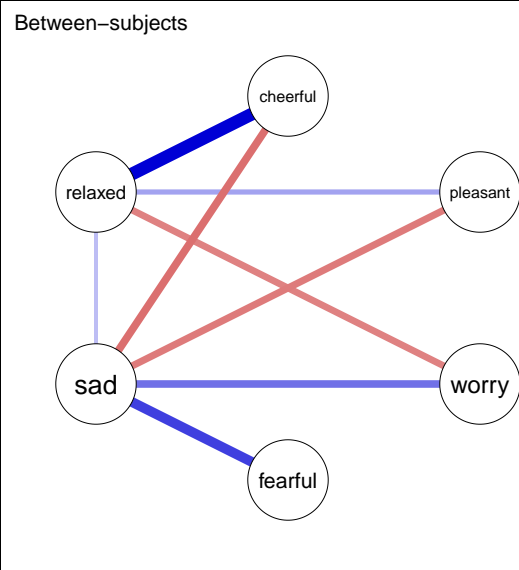 Between−subjects
cheerful
relaxed
pleasant
sad
worry
fearful